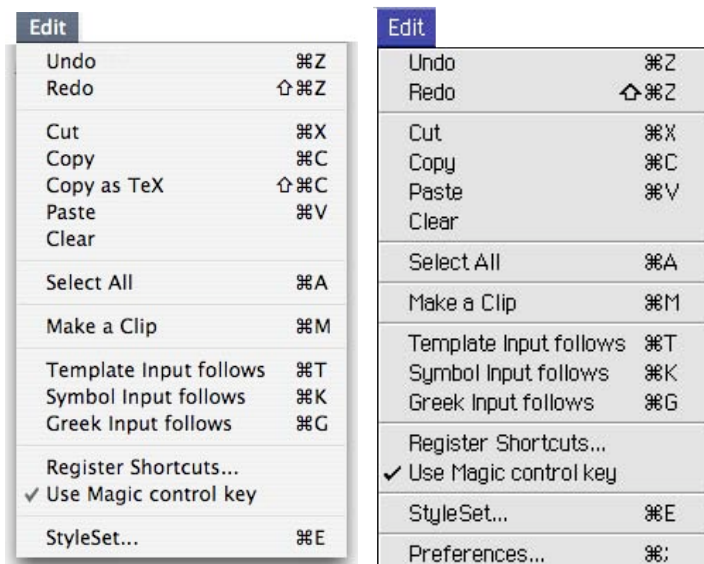 Edit
Undo ⌘Z
Redo ⇧⌘Z
Cut ⌘X
Copy ⌘C
Copy as TeX ⇧⌘C
Paste ⌘V
Clear
Select All ⌘A
Make a Clip ⌘M
Template Input follows ⌘T
Symbol Input follows ⌘K
Greek Input follows ⌘G
Register Shortcuts...
✓ Use Magic control key
StyleSet... ⌘E
Edit
Undo ⌘Z
Redo ⇧⌘Z
Cut ⌘X
Copy ⌘C
Paste ⌘V
Clear
Select All ⌘A
Make a Clip ⌘M
Template Input follows ⌘T
Symbol Input follows ⌘K
Greek Input follows ⌘G
Register Shortcuts...
✓ Use Magic control key
StyleSet... ⌘E
Preferences... ⌘;